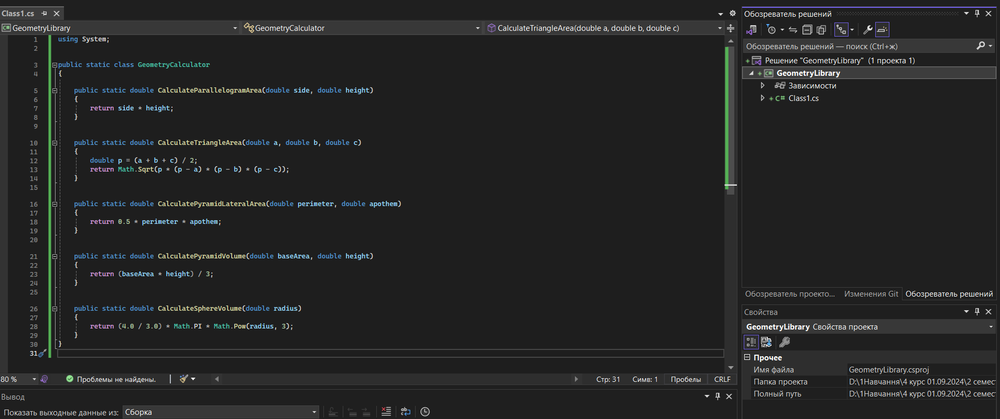 Class1.cs
GeometryLibrary
GeometryCalculator
CalculateTriangleArea(double a, double b, double c)
1 using System;
2
3 public static class GeometryCalculator
4 {
5 public static double CalculateParallelogramArea(double side, double height)
6 {
7 return side * height;
8 }
9
10 public static double CalculateTriangleArea(double a, double b, double c)
11 {
12 double p = (a + b + c) / 2;
13 return Math.Sqrt(p * (p - a) * (p - b) * (p - c));
14 }
15
16 public static double CalculatePyramidLateralArea(double perimeter, double apothem)
17 {
18 return 0.5 * perimeter * apothem;
19 }
20
21 public static double CalculatePyramidVolume(double baseArea, double height)
22 {
23 return (baseArea * height) / 3;
24 }
25
26 public static double CalculateSphereVolume(double radius)
27 {
28 return (4.0 / 3.0) * Math.PI * Math.Pow(radius, 3);
29 }
30 }
31
80 %
Проблемы не найдены.
Стр: 31
Симв: 1
Пробелы
CRLF
Вывод
Показать выходные данные из: Сборка
Обозреватель решений
Обозреватель решений — поиск (Ctrl+ж)
Решение "GeometryLibrary" (1 проекта 1)
C# GeometryLibrary
Зависимости
C# Class1.cs
Обозреватель проекто...
Изменения Git
Обозреватель решений
Свойства
GeometryLibrary Свойства проекта
Прочее
Имя файла GeometryLibrary.csproj
Папка проекта D:\1Навчання\4 курс 01.09.2024\2 семест
Полный путь D:\1Навчання\4 курс 01.09.2024\2 семест